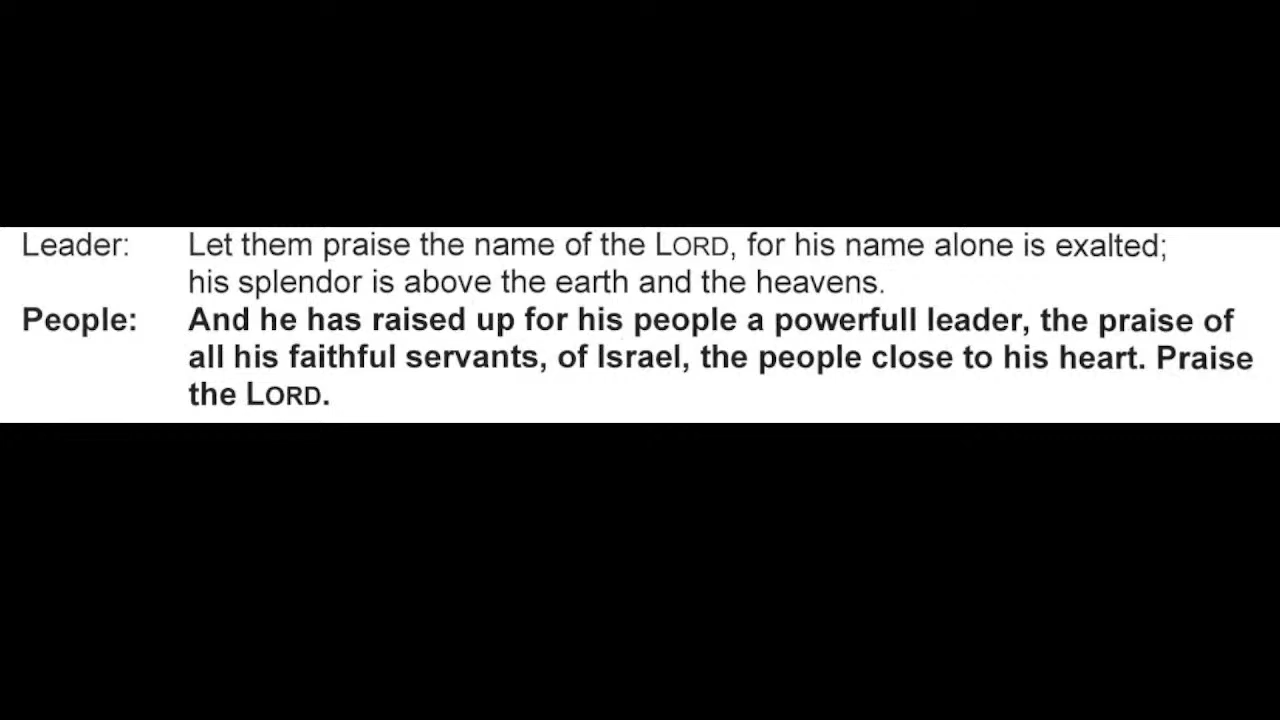 Leader: Let them praise the name of the LORD, for his name alone is exalted;
his splendor is above the earth and the heavens.
People: And he has raised up for his people a powerfull leader, the praise of
all his faithful servants, of Israel, the people close to his heart. Praise
the LORD.